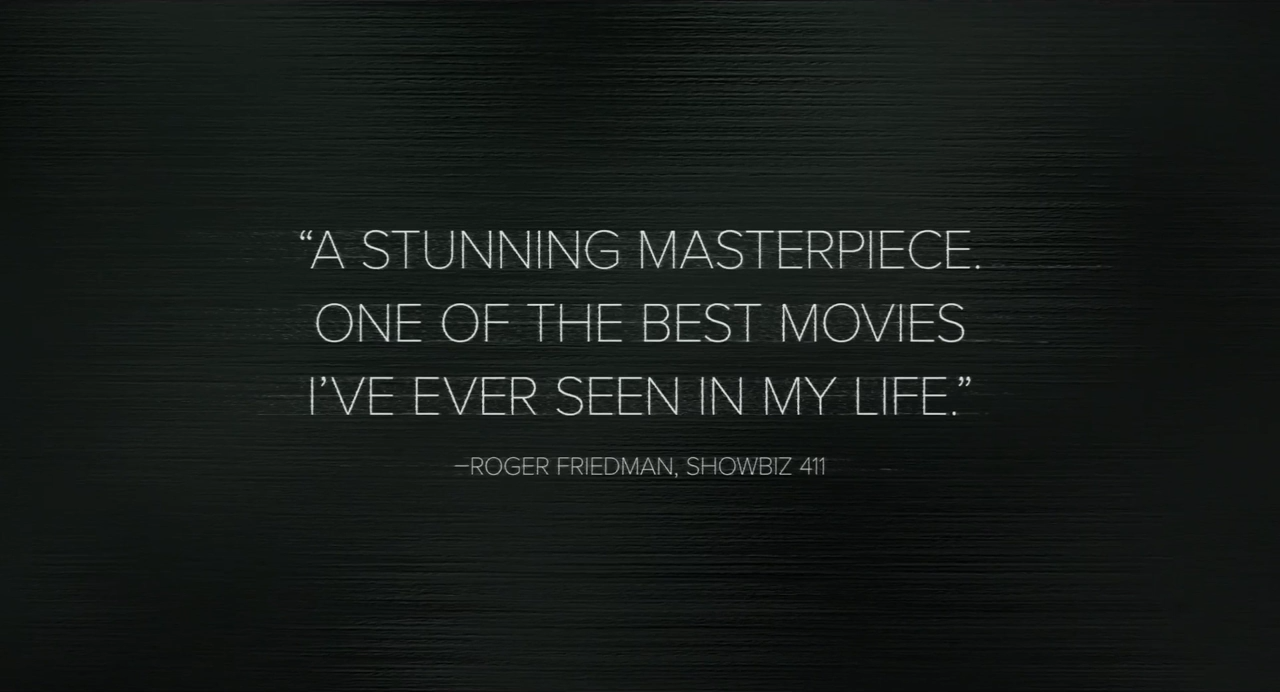 “A STUNNING MASTERPIECE.
ONE OF THE BEST MOVIES
I’VE EVER SEEN IN MY LIFE.”
–ROGER FRIEDMAN, SHOWBIZ 411